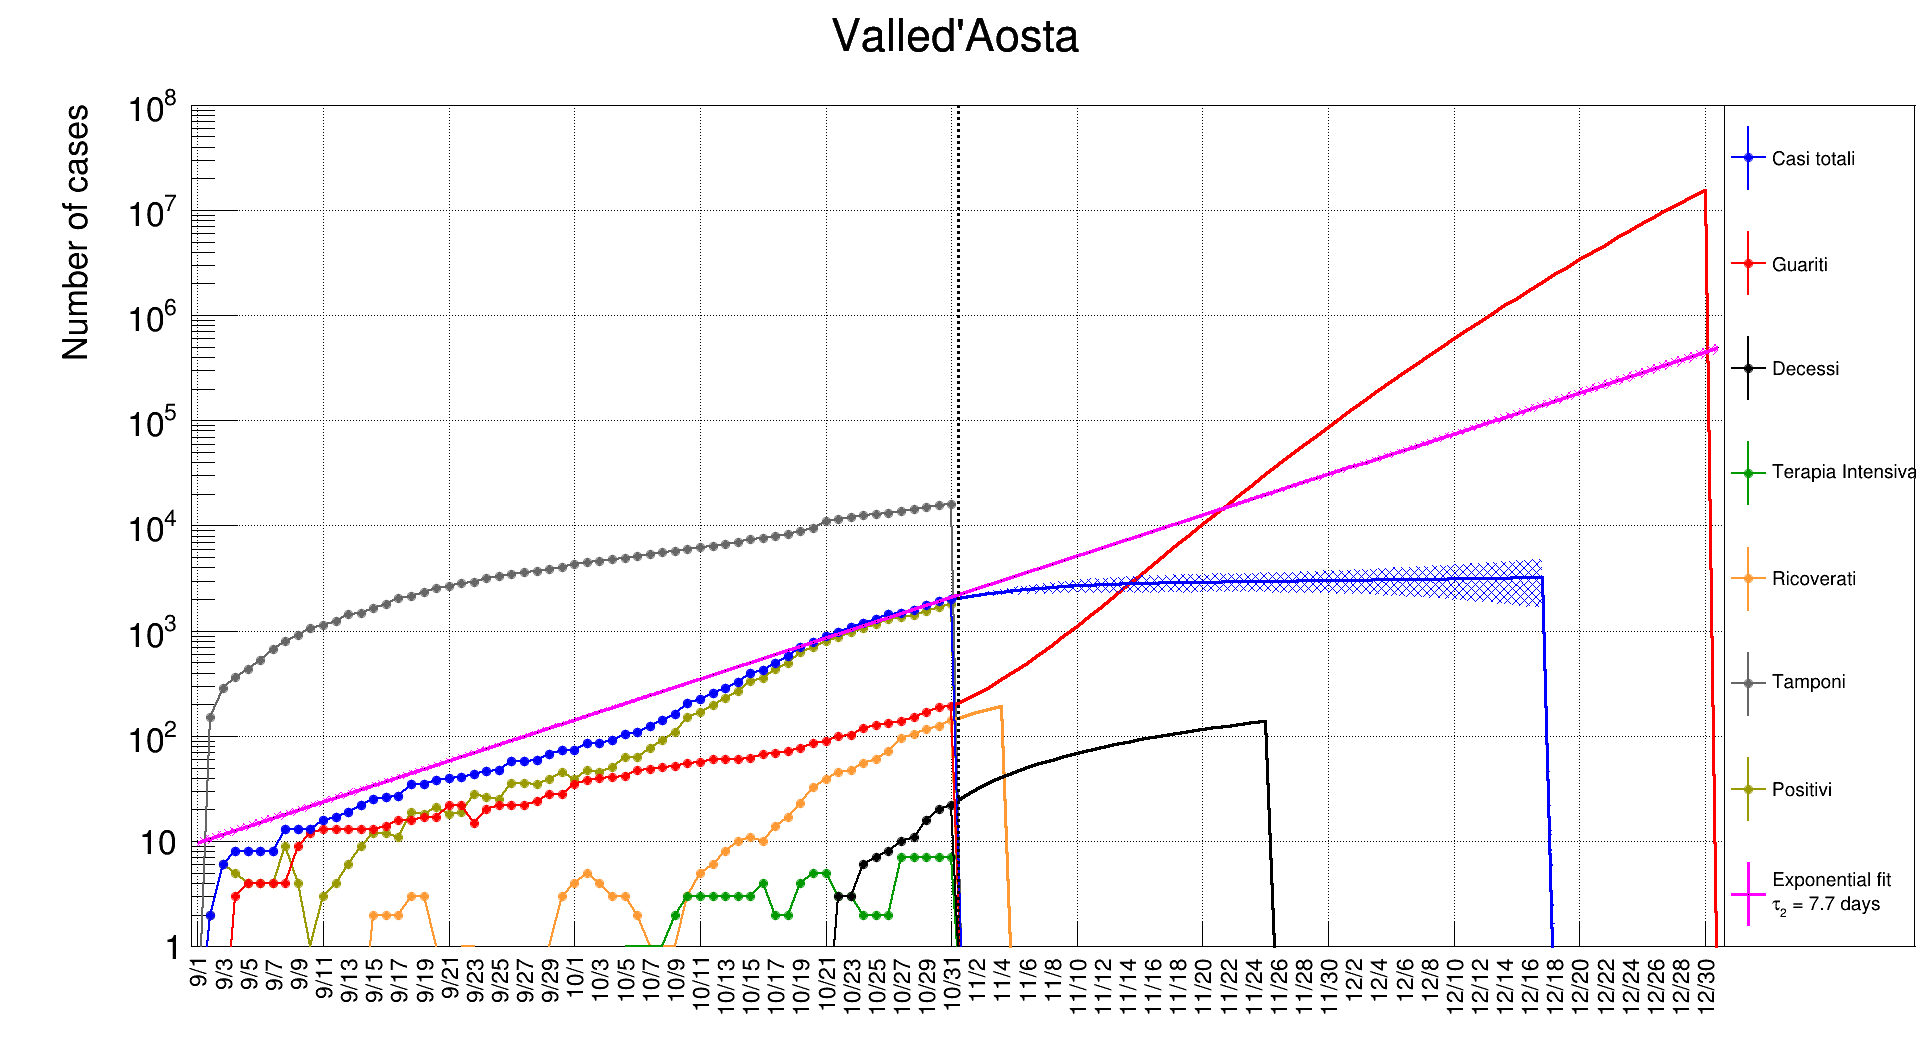 Valled'Aosta
Number of cases
10^8
10^7
10^6
10^5
10^4
10^3
10^2
10
1
9/1 9/3 9/5 9/7 9/9 9/11 9/13 9/15 9/17 9/19 9/21 9/23 9/25 9/27 9/29 10/1 10/3 10/5 10/7 10/9 10/11 10/13 10/15 10/17 10/19 10/21 10/23 10/25 10/27 10/29 10/31 11/2 11/4 11/6 11/8 11/10 11/12 11/14 11/16 11/18 11/20 11/22 11/24 11/26 11/28 11/30 12/2 12/4 12/6 12/8 12/10 12/12 12/14 12/16 12/18 12/20 12/22 12/24 12/26 12/28 12/30
Casi totali
Guariti
Decessi
Terapia Intensiva
Ricoverati
Tamponi
Positivi
Exponential fit
τ₂ = 7.7 days